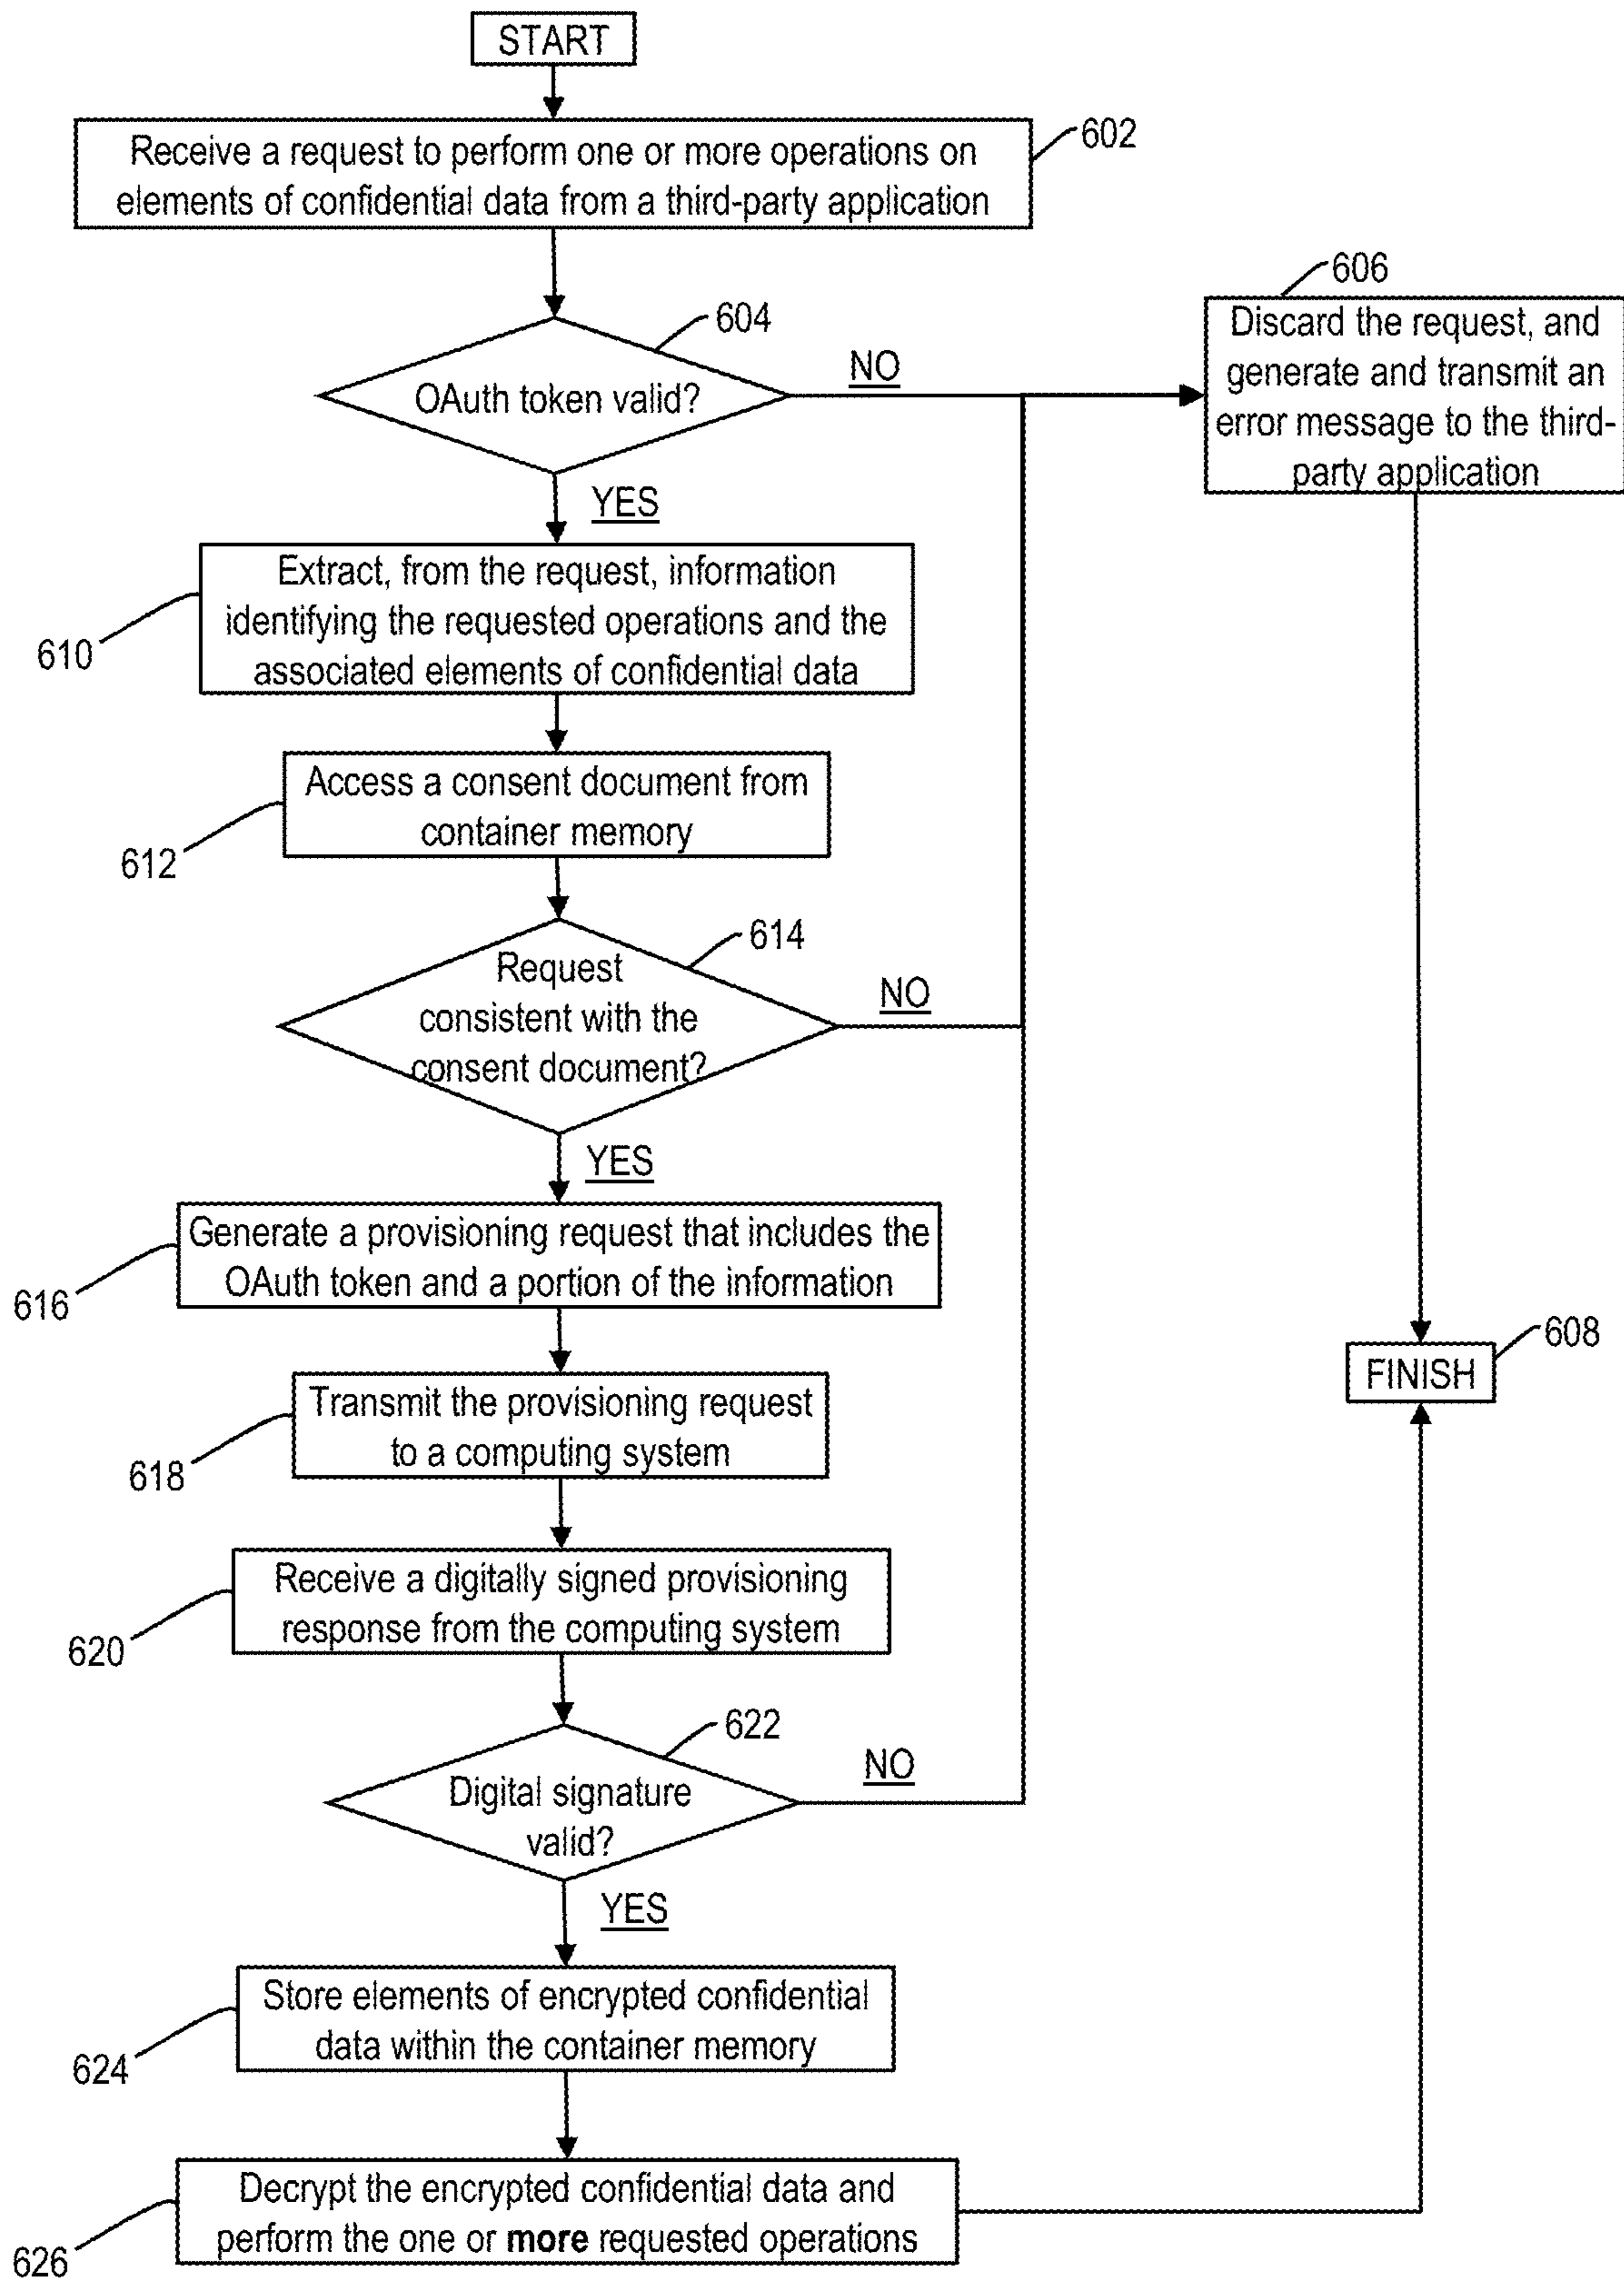 START
602
Receive a request to perform one or more operations on
elements of confidential data from a third-party application
606
604
OAuth token valid?
NO
Discard the request, and
generate and transmit an
error message to the third-
party application
YES
Extract, from the request, information
identifying the requested operations and the
associated elements of confidential data
610
Access a consent document from
container memory
612
614
Request
consistent with the
consent document?
NO
YES
Generate a provisioning request that includes the
OAuth token and a portion of the information
616
608
FINISH
Transmit the provisioning request
to a computing system
618
Receive a digitally signed provisioning
response from the computing system
620
622
Digital signature
valid?
NO
YES
Store elements of encrypted confidential
data within the container memory
624
Decrypt the encrypted confidential data and
perform the one or more requested operations
626